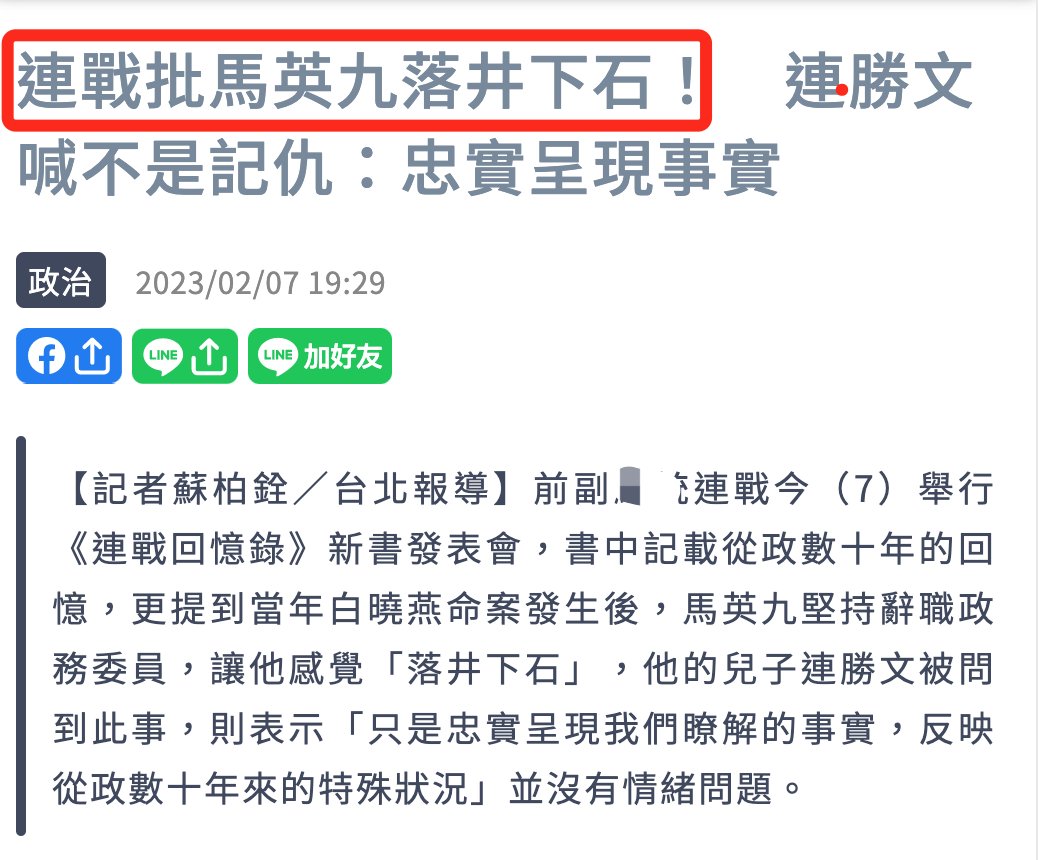 連戰批馬英九落井下石！　連勝文
喊不是記仇：忠實呈現事實
政治 2023/02/07 19:29
LINE LINE 加好友
【記者蘇柏銓／台北報導】前副 連戰今（7）舉行
《連戰回憶錄》新書發表會，書中記載從政數十年的回
憶，更提到當年白曉燕命案發生後，馬英九堅持辭職政
務委員，讓他感覺「落井下石」，他的兒子連勝文被問
到此事，則表示「只是忠實呈現我們瞭解的事實，反映
從政數十年來的特殊狀況」並沒有情緒問題。